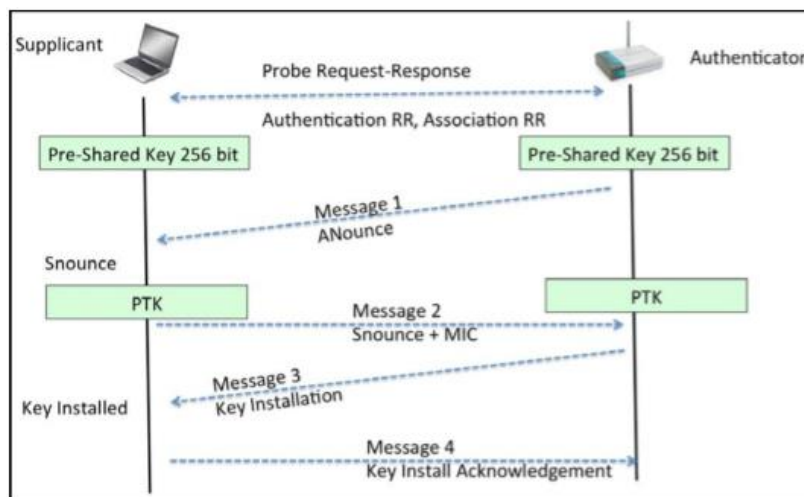 Supplicant
Authenticator
Probe Request-Response
Authentication RR, Association RR
Pre-Shared Key 256 bit
Pre-Shared Key 256 bit
Message 1
ANounce
Snounce
PTK
PTK
Message 2
Snounce + MIC
Message 3
Key Installation
Key Installed
Message 4
Key Install Acknowledgement